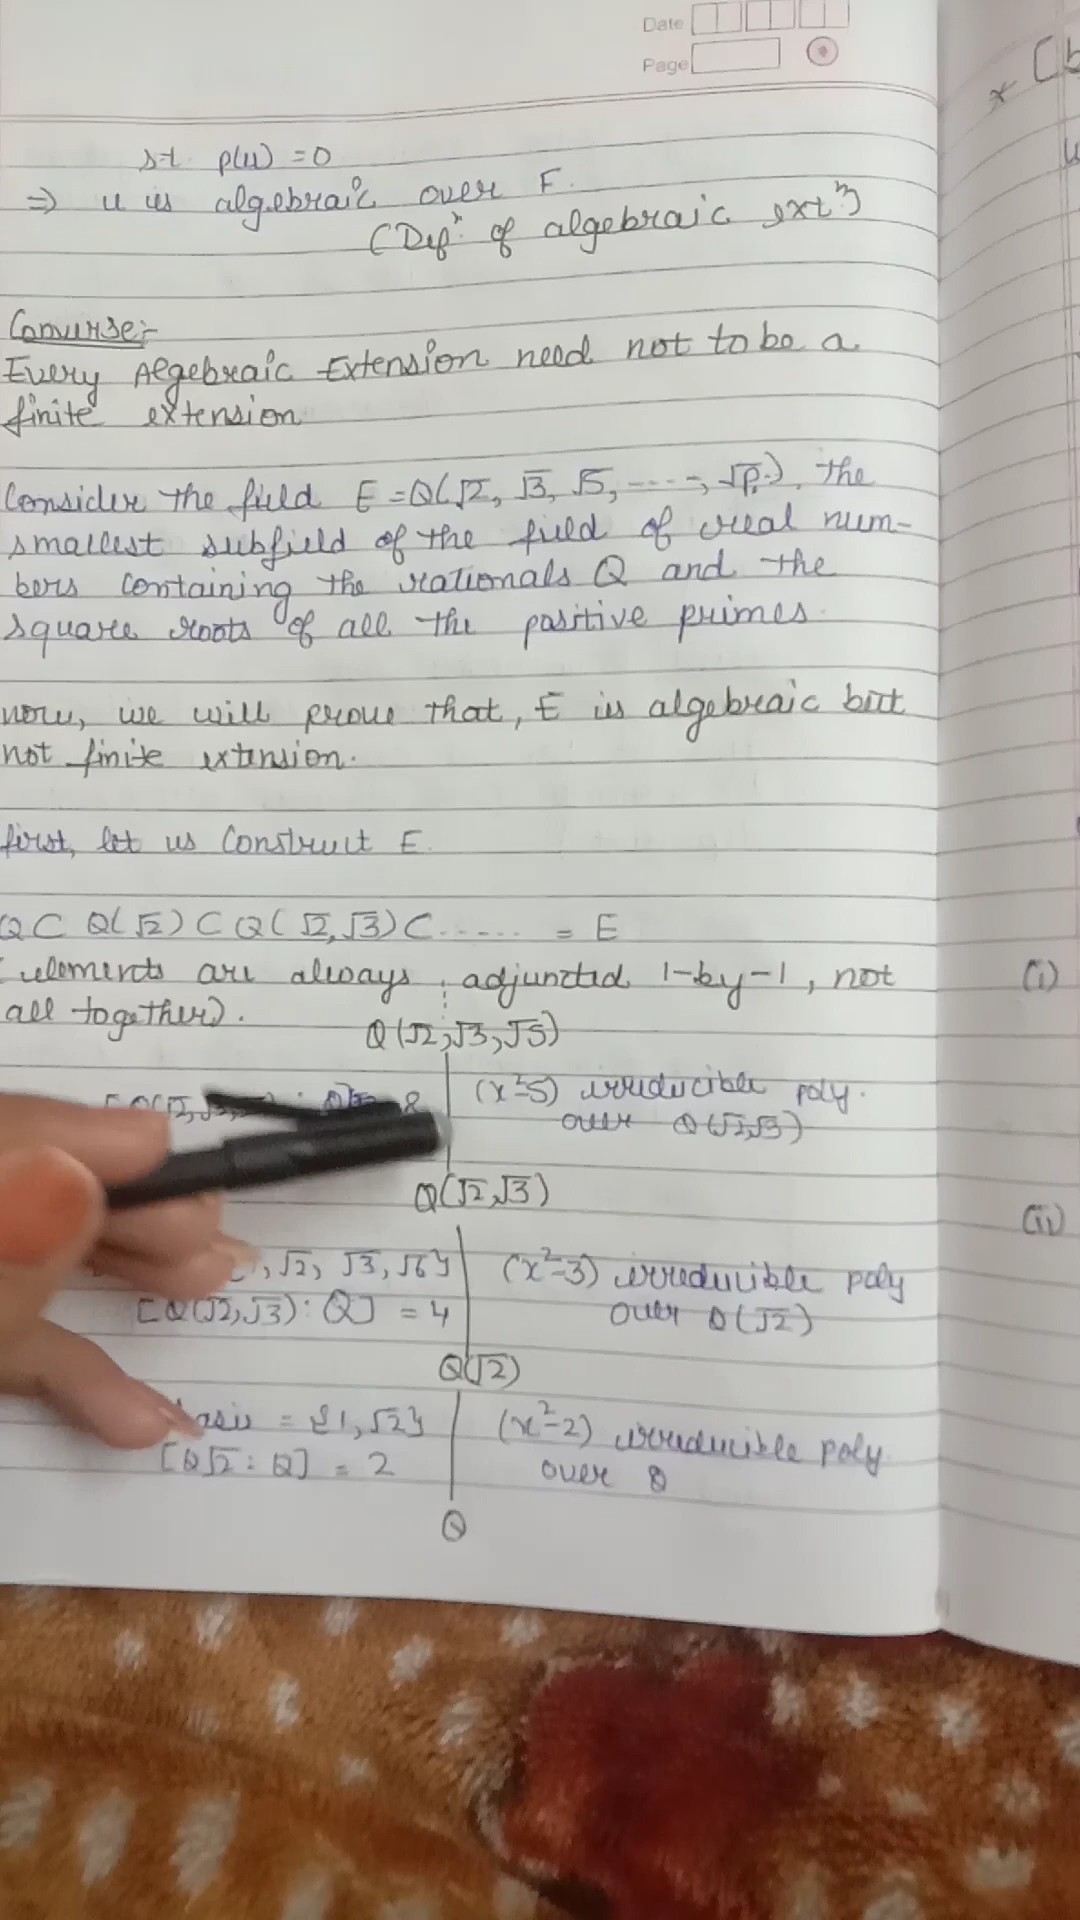 Date
Page
* [b
s.t. p(u) = 0
⇒ u is algebraic over F.
(Defⁿ of algebraic extⁿ)
Converse:-
Every Algebraic Extension need not to be a
finite extension
Consider the field E = Q(√2, √3, √5, ----, √p..), the
smallest subfield of the field of real num-
bers containing the rationals Q and the
square roots of all the positive primes.
now, we will prove that, E is algebraic but
not finite extension.
first, let us construct E.
Q ⊂ Q(√2) ⊂ Q(√2,√3) ⊂ ...... = E
(elements are always adjuncted 1-by-1, not
all together).
(i)
Q(√2,√3,√5)
(x²-5) irreducible poly.
over Q(√2,√3)
8
Q(√2,√3)
(ii)
, √2, √3, √6} (x²-3) irreducible poly
[Q(√2,√3) : Q] = 4 over Q(√2)
Q(√2)
basis = {1, √2} (x²-2) irreducible poly
[Q√2 : Q] = 2 over Q
Q